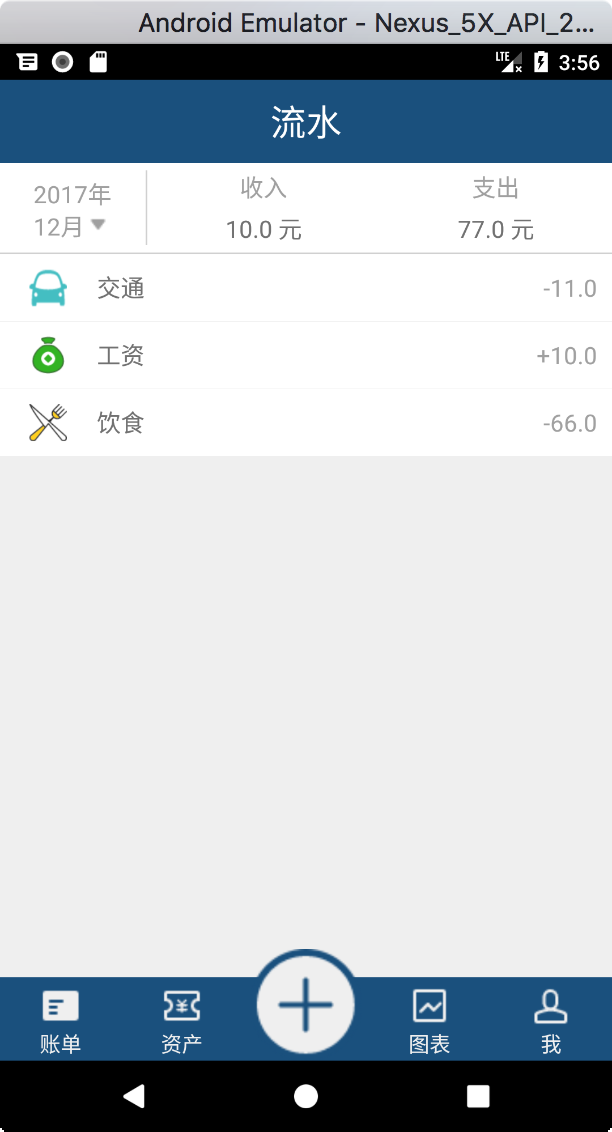 Android Emulator - Nexus_5X_API_2...
LTE 3:56
流水
2017年
12月
收入
10.0 元
支出
77.0 元
交通 -11.0
工资 +10.0
饮食 -66.0
账单 资产 图表 我